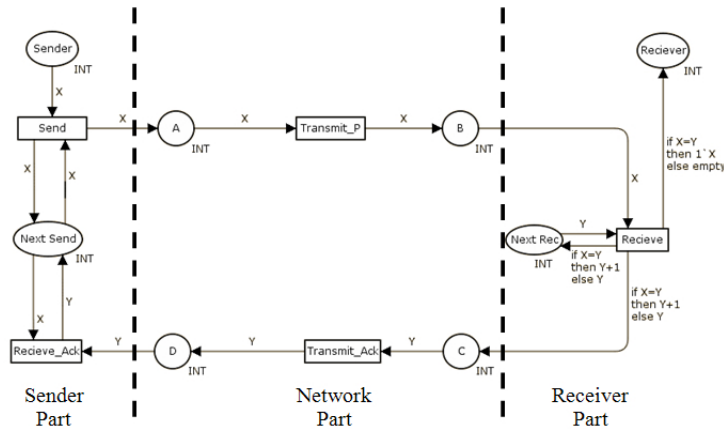 Sender
INT
X
Send
X
A
INT
X
Transmit_P
X
B
INT
Reciever
INT
if X=Y
then 1`X
else empty
X
X
X
Next Send
INT
Next Rec
INT
Y
Recieve
if X=Y
then Y+1
else Y
if X=Y
then Y+1
else Y
X
Y
Recieve_Ack
Y
D
INT
Y
Transmit_Ack
Y
C
INT
Sender
Part
Network
Part
Receiver
Part